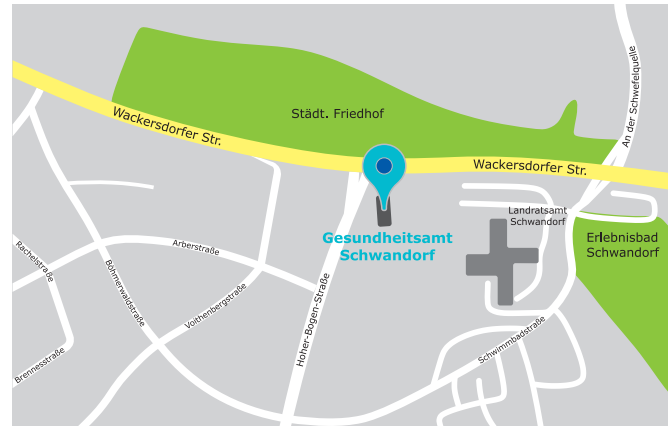 Städt. Friedhof
An der Schwefelquelle
Wackersdorfer Str.
Wackersdorfer Str.
Landratsamt
Schwandorf
Gesundheitsamt
Schwandorf
Erlebnisbad
Schwandorf
Rachelstraße
Arberstraße
Böhmerwaldstraße
Voithenbergstraße
Hoher-Bogen-Straße
Schwimmbadstraße
Brennesstraße